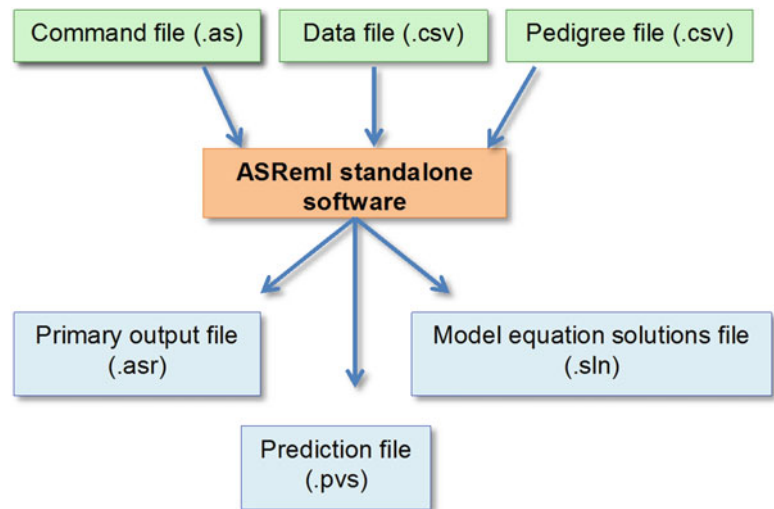 Command file (.as)
Data file (.csv)
Pedigree file (.csv)
ASReml standalone
software
Primary output file
(.asr)
Model equation solutions file
(.sln)
Prediction file
(.pvs)